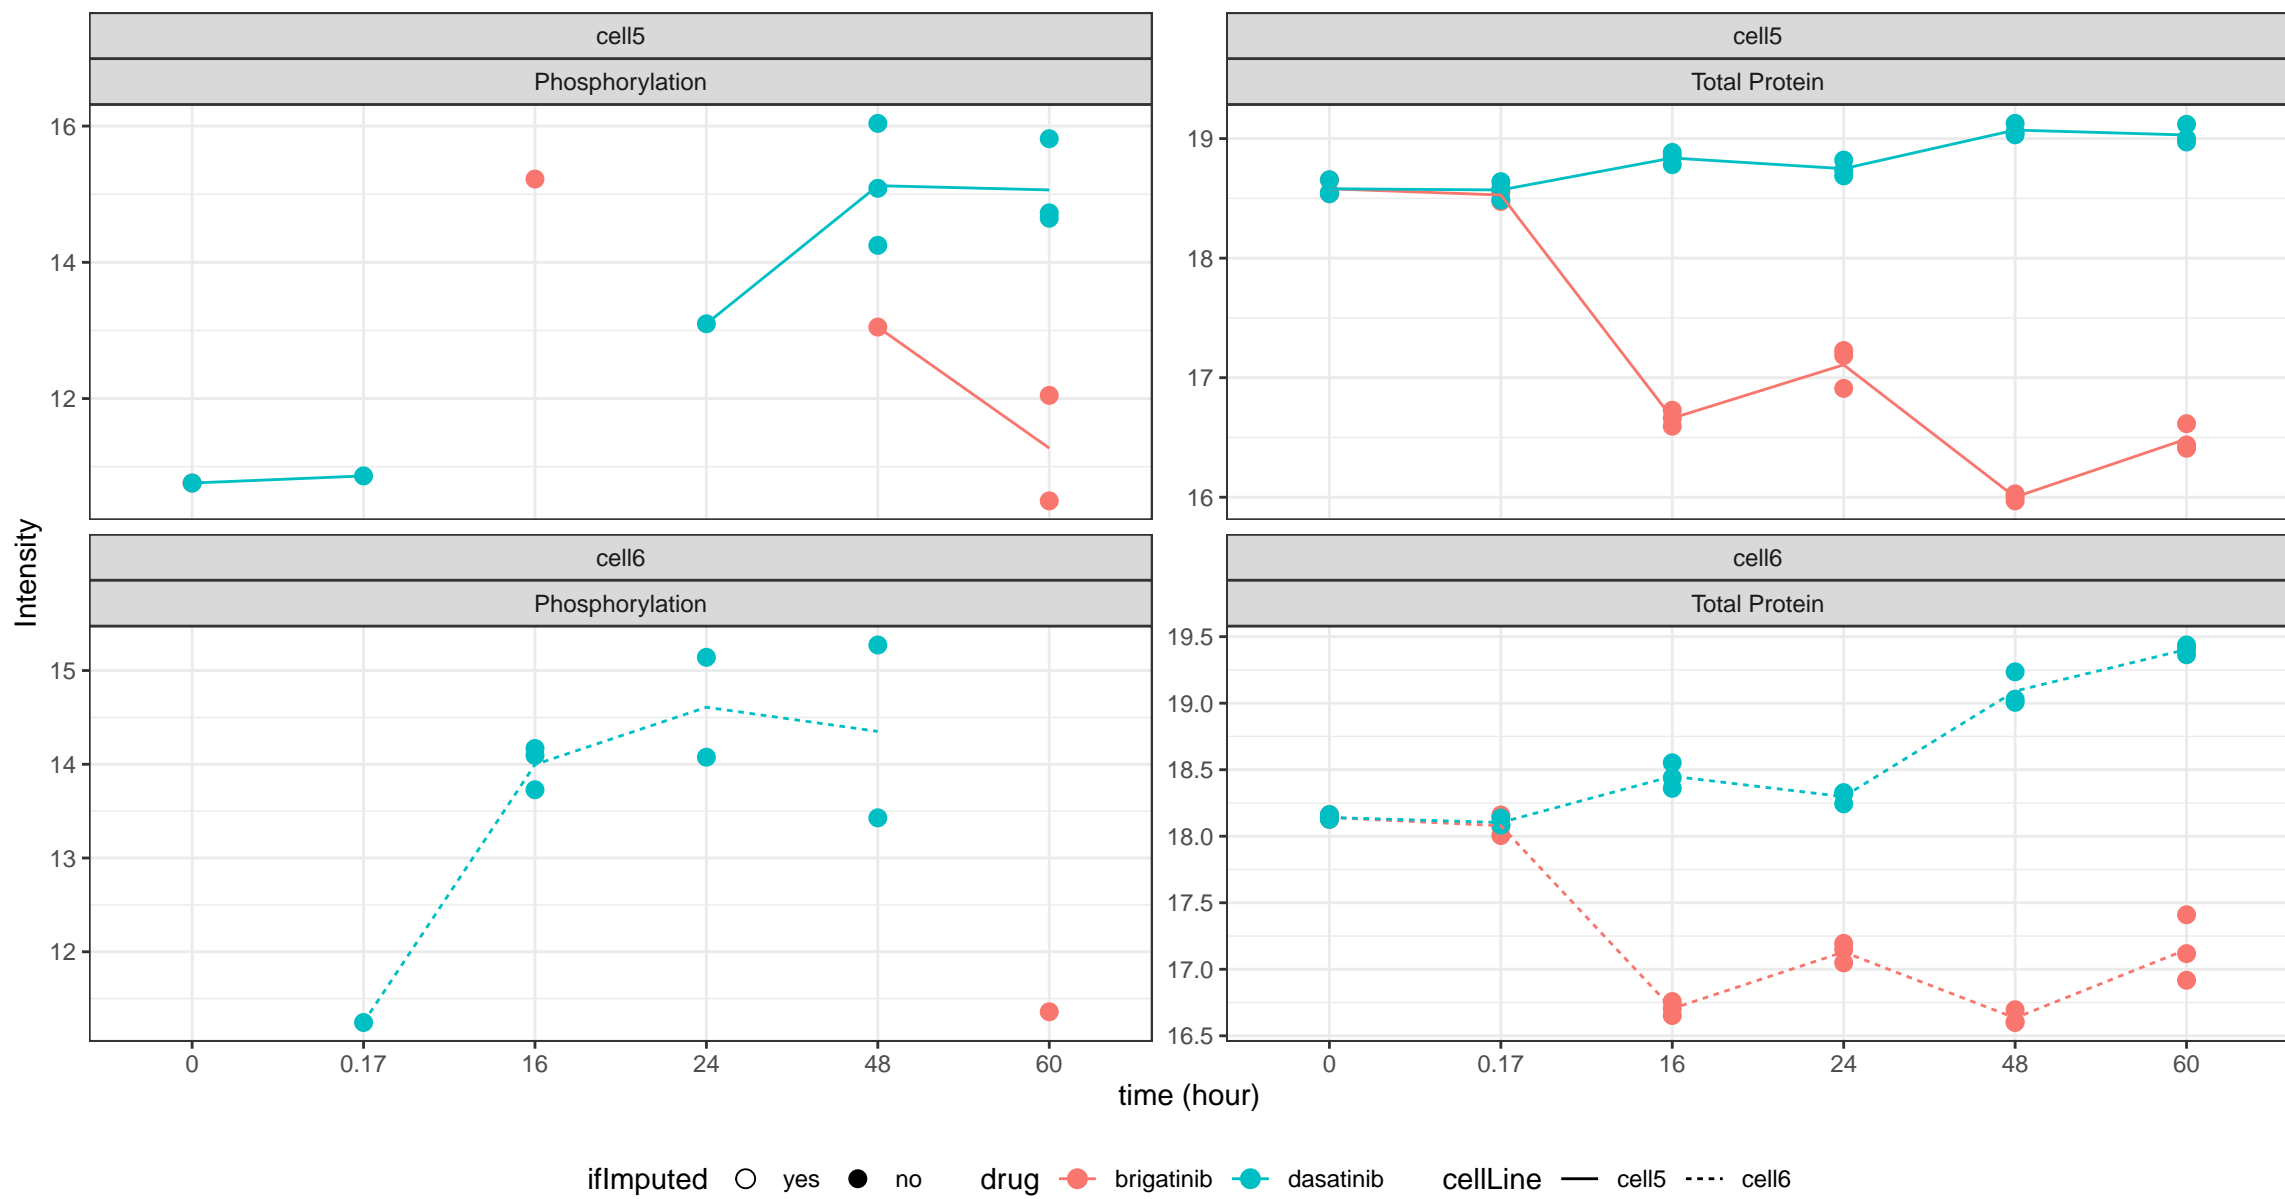 cell5
Phosphorylation
cell5
Total Protein
16
14
12
19
18
17
16
Intensity
cell6
Phosphorylation
cell6
Total Protein
15
14
13
12
19.5
19.0
18.5
18.0
17.5
17.0
16.5
0 0.17 16 24 48 60
0 0.17 16 24 48 60
time (hour)
ifImputed yes no drug brigatinib dasatinib cellLine cell5 cell6